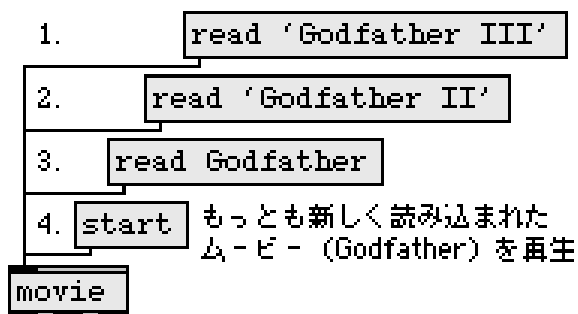 1. read ‘Godfather III’
2. read ‘Godfather II’
3. read Godfather
4. start もっとも新しく読み込まれた
ムービー（Godfather）を再生
movie